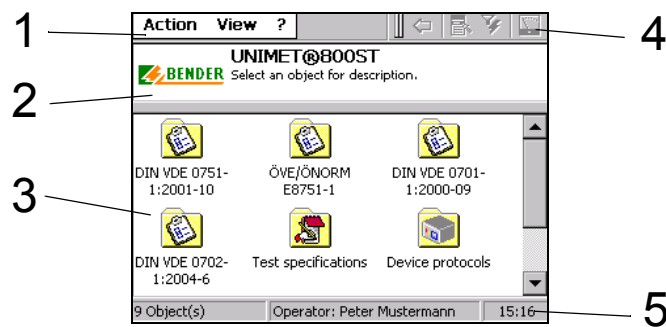 1
Action View ?
4
UNIMET®800ST
BENDER
Select an object for description.
2
DIN VDE 0751-
1:2001-10
ÖVE/ÖNORM
E8751-1
DIN VDE 0701-
1:2000-09
3
DIN VDE 0702-
1:2004-6
Test specifications
Device protocols
9 Object(s)
Operator: Peter Mustermann
15:16
5